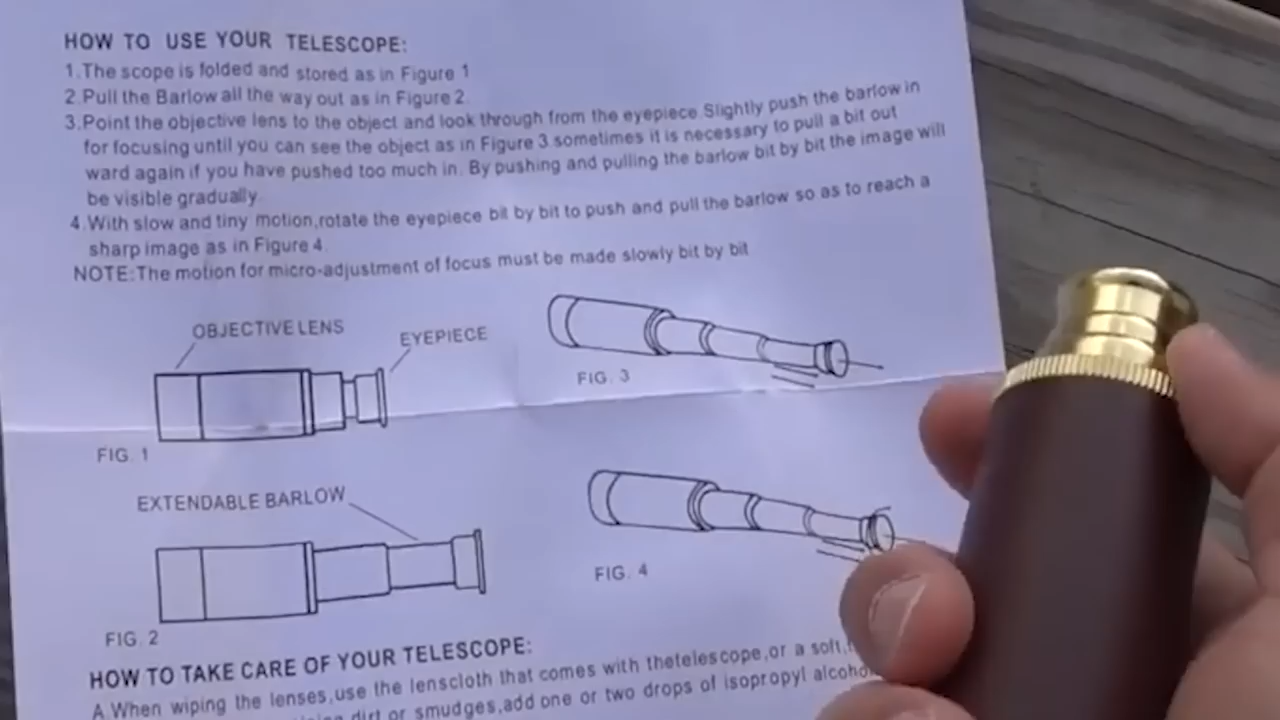 HOW TO USE YOUR TELESCOPE:
1.The scope is folded and stored as in Figure 1
2.Pull the Barlow all the way out as in Figure 2.
3.Point the objective lens to the object and look through from the eyepiece.Slightly push the barlow in
for focusing until you can see the object as in Figure 3.sometimes it is necessary to pull a bit out
ward again if you have pushed too much in. By pushing and pulling the barlow bit by bit the image will
be visible gradually.
4.With slow and tiny motion,rotate the eyepiece bit by bit to push and pull the barlow so as to reach a
sharp image as in Figure 4.
NOTE:The motion for micro-adjustment of focus must be made slowly bit by bit
OBJECTIVE LENS
EYEPIECE
FIG. 1
FIG. 3
EXTENDABLE BARLOW
FIG. 2
FIG. 4
HOW TO TAKE CARE OF YOUR TELESCOPE:
A.When wiping the lenses,use the lenscloth that comes with thetelescope,or a soft,
dirt or smudges,add one or two drops of isopropyl